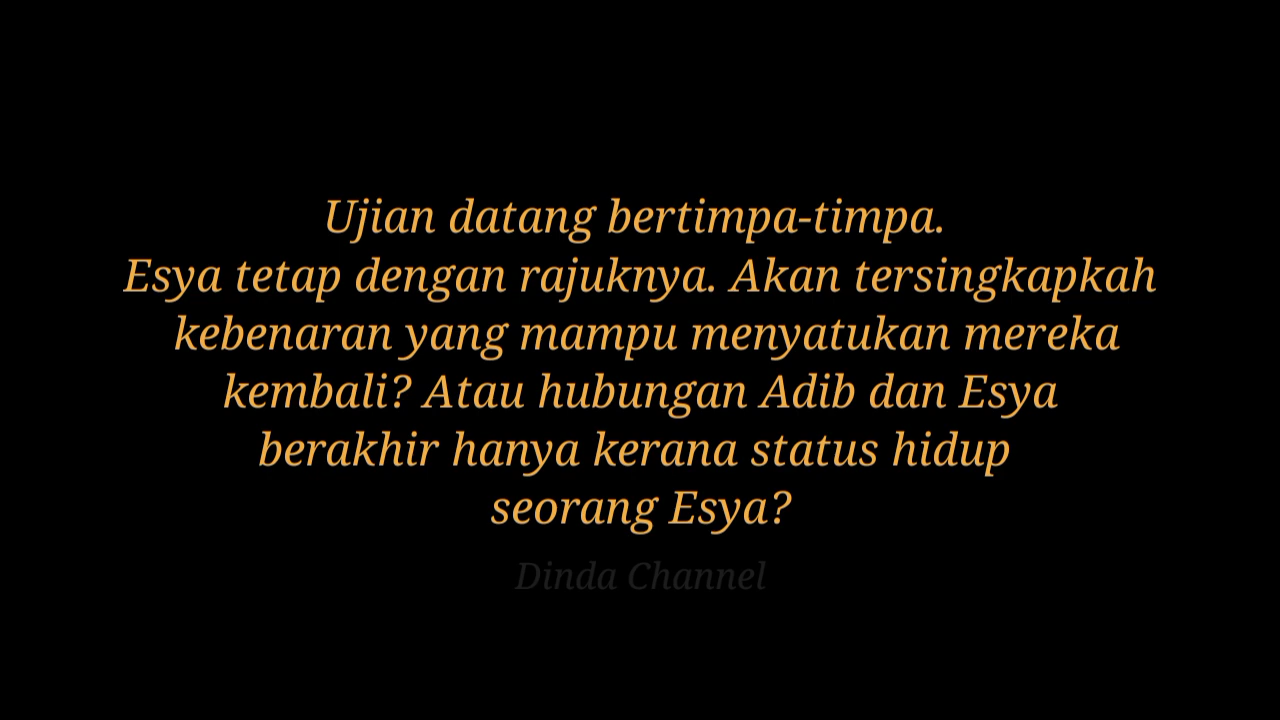 Ujian datang bertimpa-timpa.
Esya tetap dengan rajuknya. Akan tersingkapkah
kebenaran yang mampu menyatukan mereka
kembali? Atau hubungan Adib dan Esya
berakhir hanya kerana status hidup
seorang Esya?
Dinda Channel